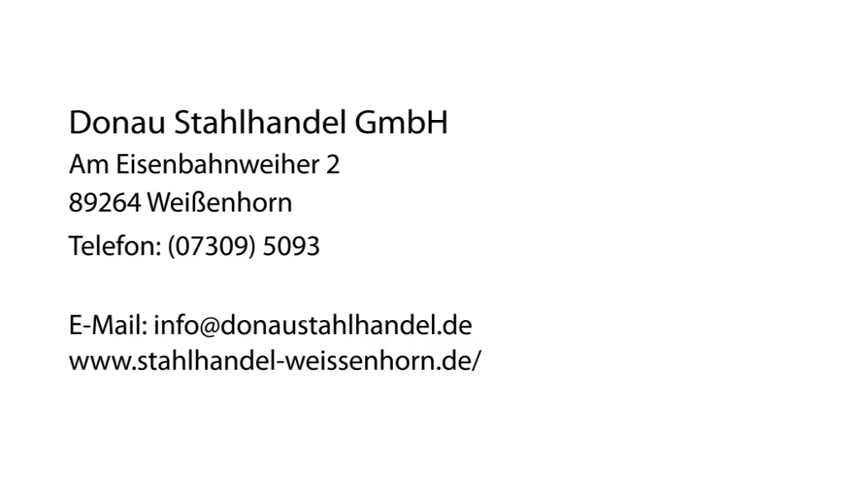 Donau Stahlhandel GmbH
Am Eisenbahnweiher 2
89264 Weißenhorn
Telefon: (07309) 5093
E-Mail: info@donaustahlhandel.de
www.stahlhandel-weissenhorn.de/